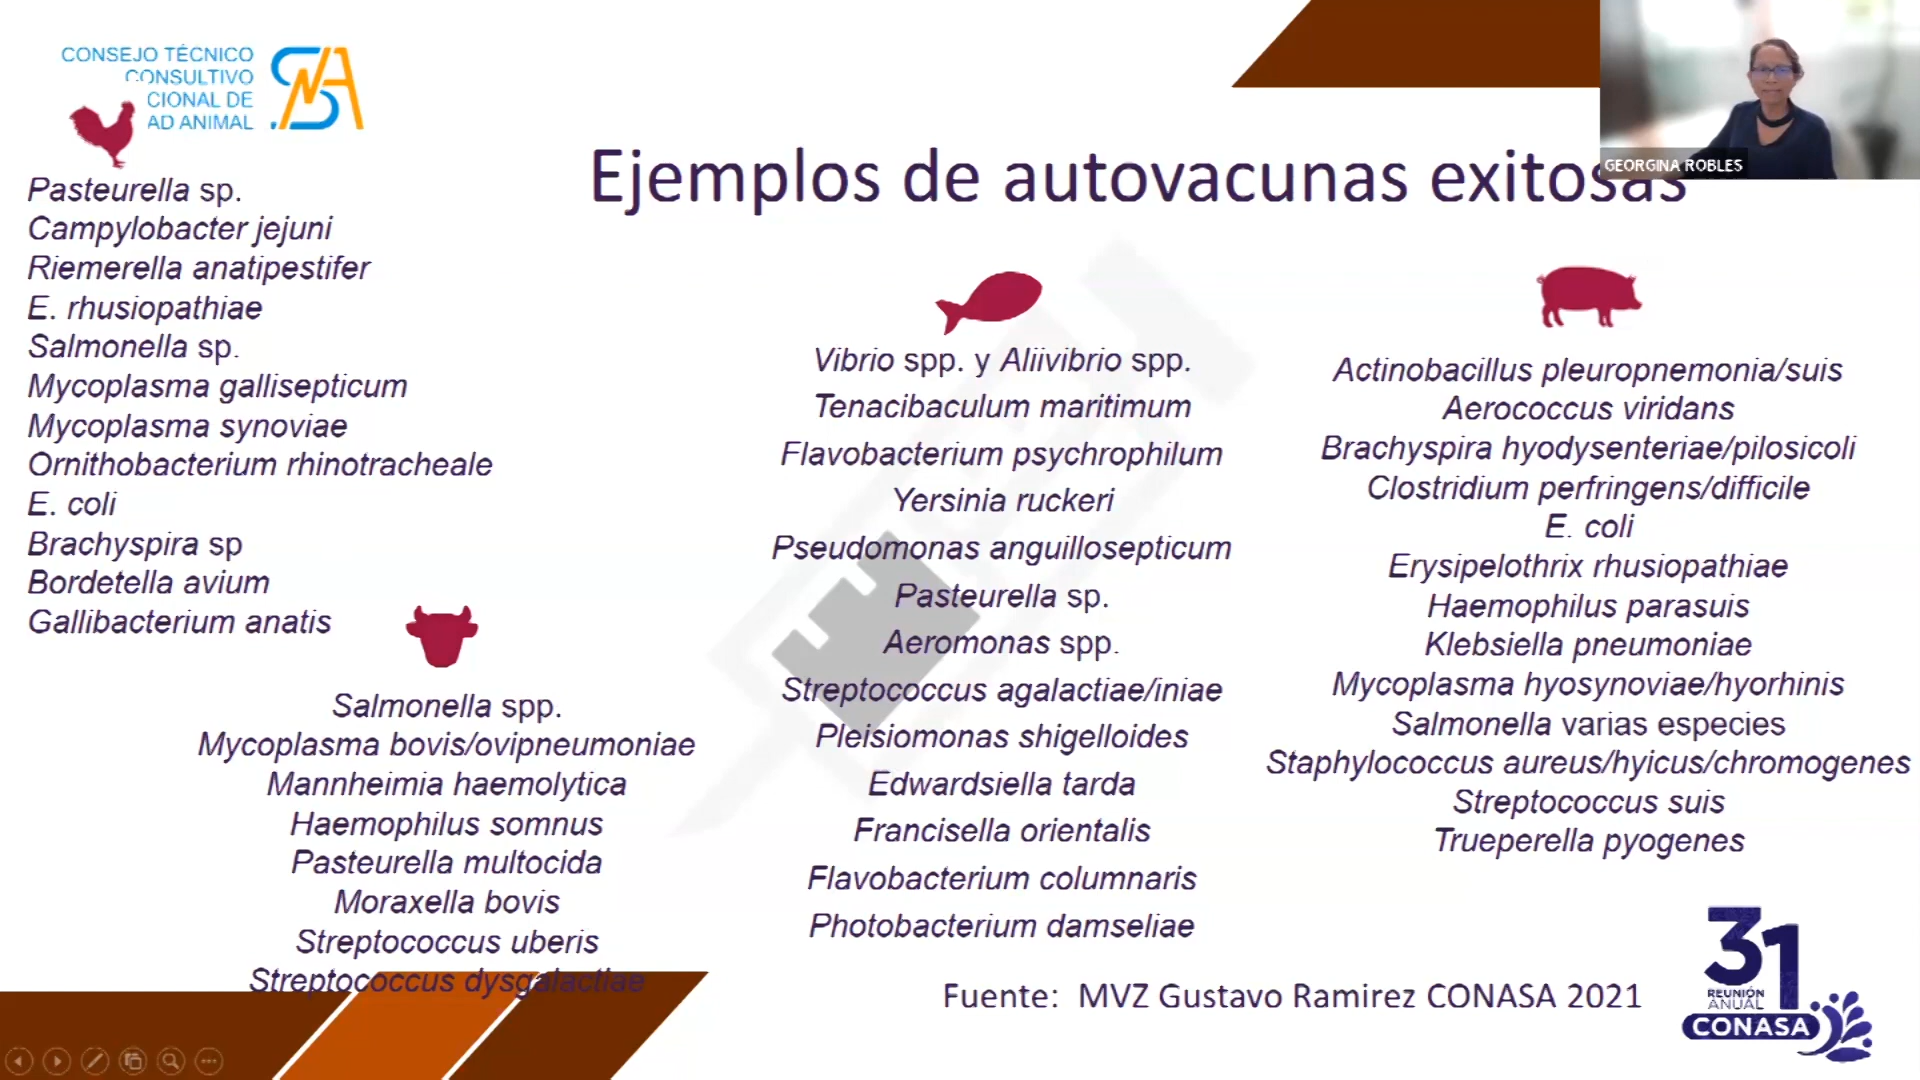 CONSEJO TÉCNICO
CONSULTIVO
CIONAL DE
AD ANIMAL
GEORGINA ROBLES
Ejemplos de autovacunas exitosas
Pasteurella sp.
Campylobacter jejuni
Riemerella anatipestifer
E. rhusiopathiae
Salmonella sp.
Mycoplasma gallisepticum
Mycoplasma synoviae
Ornithobacterium rhinotracheale
E. coli
Brachyspira sp
Bordetella avium
Gallibacterium anatis
Salmonella spp.
Mycoplasma bovis/ovipneumoniae
Mannheimia haemolytica
Haemophilus somnus
Pasteurella multocida
Moraxella bovis
Streptococcus uberis
Streptococcus dysgalactiae
Vibrio spp. y Aliivibrio spp.
Tenacibaculum maritimum
Flavobacterium psychrophilum
Yersinia ruckeri
Pseudomonas anguillosepticum
Pasteurella sp.
Aeromonas spp.
Streptococcus agalactiae/iniae
Pleisiomonas shigelloides
Edwardsiella tarda
Francisella orientalis
Flavobacterium columnaris
Photobacterium damseliae
Actinobacillus pleuropnemonia/suis
Aerococcus viridans
Brachyspira hyodysenteriae/pilosicoli
Clostridium perfringens/difficile
E. coli
Erysipelothrix rhusiopathiae
Haemophilus parasuis
Klebsiella pneumoniae
Mycoplasma hyosynoviae/hyorhinis
Salmonella varias especies
Staphylococcus aureus/hyicus/chromogenes
Streptococcus suis
Trueperella pyogenes
Fuente: MVZ Gustavo Ramirez CONASA 2021
31
REUNIÓN
ANUAL
CONASA